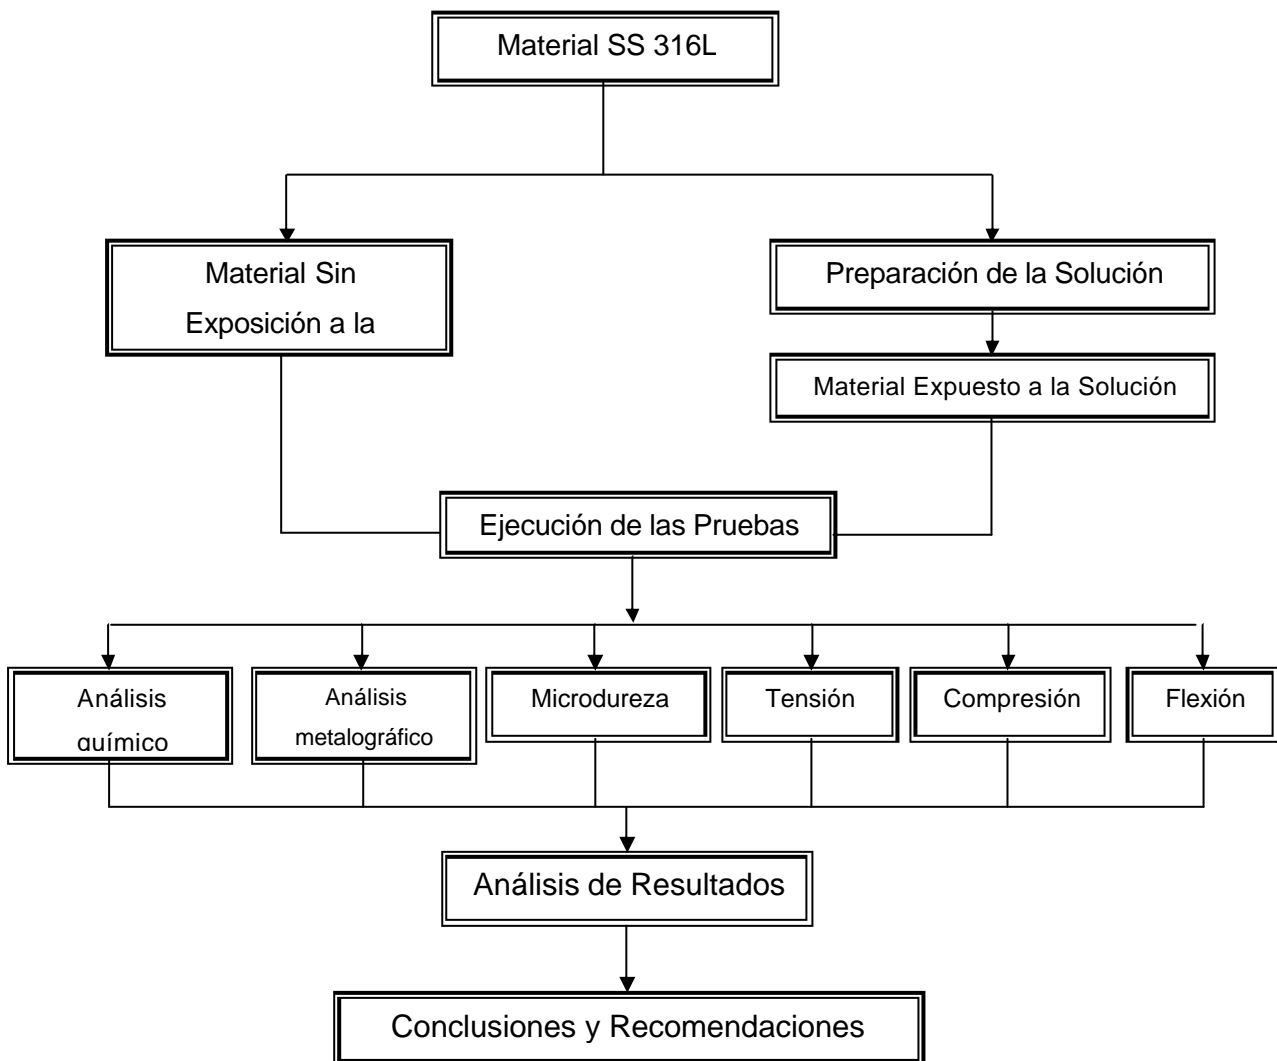 Material SS 316L
Material Sin
Exposición a la
Preparación de la Solución
Material Expuesto a la Solución
Ejecución de las Pruebas
Análisis
químico
Análisis
metalográfico
Microdureza
Tensión
Compresión
Flexión
Análisis de Resultados
Conclusiones y Recomendaciones